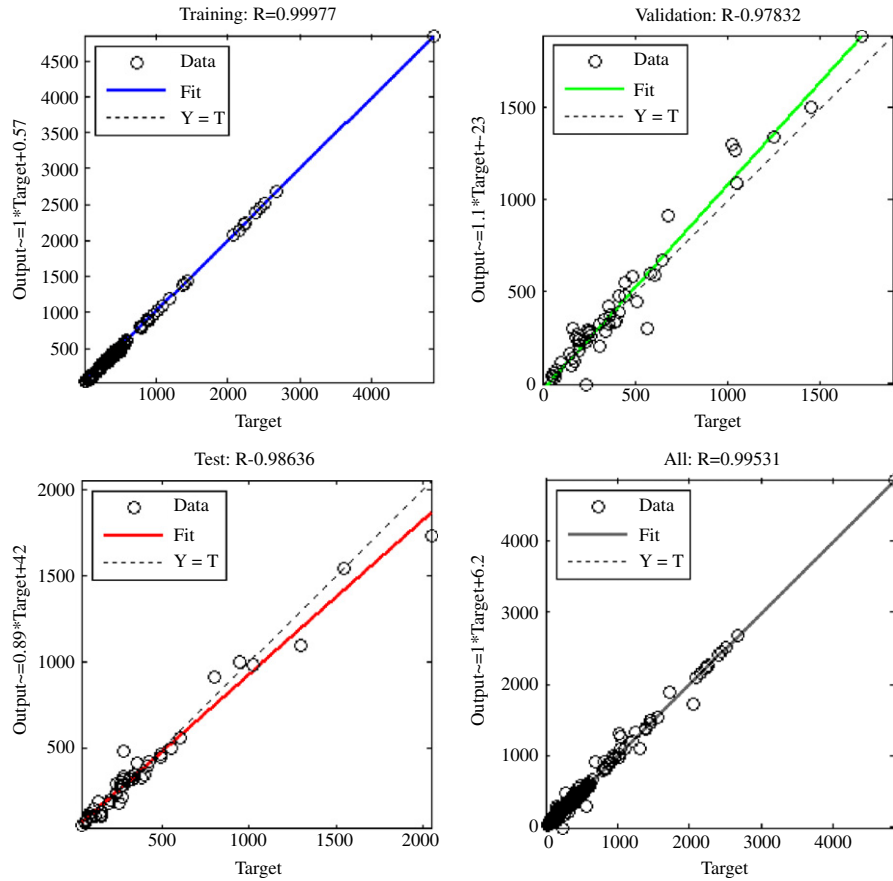 Training: R=0.99977
4500
4000
3500
3000
2500
2000
1500
1000
500
Data
Fit
Y = T
Output~=1*Target+0.57
1000
2000
3000
4000
Target
Validation: R-0.97832
1500
1000
500
0
Data
Fit
Y = T
Output~=1.1*Target+-23
0
500
1000
1500
Target
Test: R-0.98636
2000
1500
1000
500
Data
Fit
Y = T
Output~=0.89*Target+42
500
1000
1500
2000
Target
All: R=0.99531
4000
3000
2000
1000
0
Data
Fit
Y = T
Output~=1*Target+6.2
0
1000
2000
3000
4000
Target